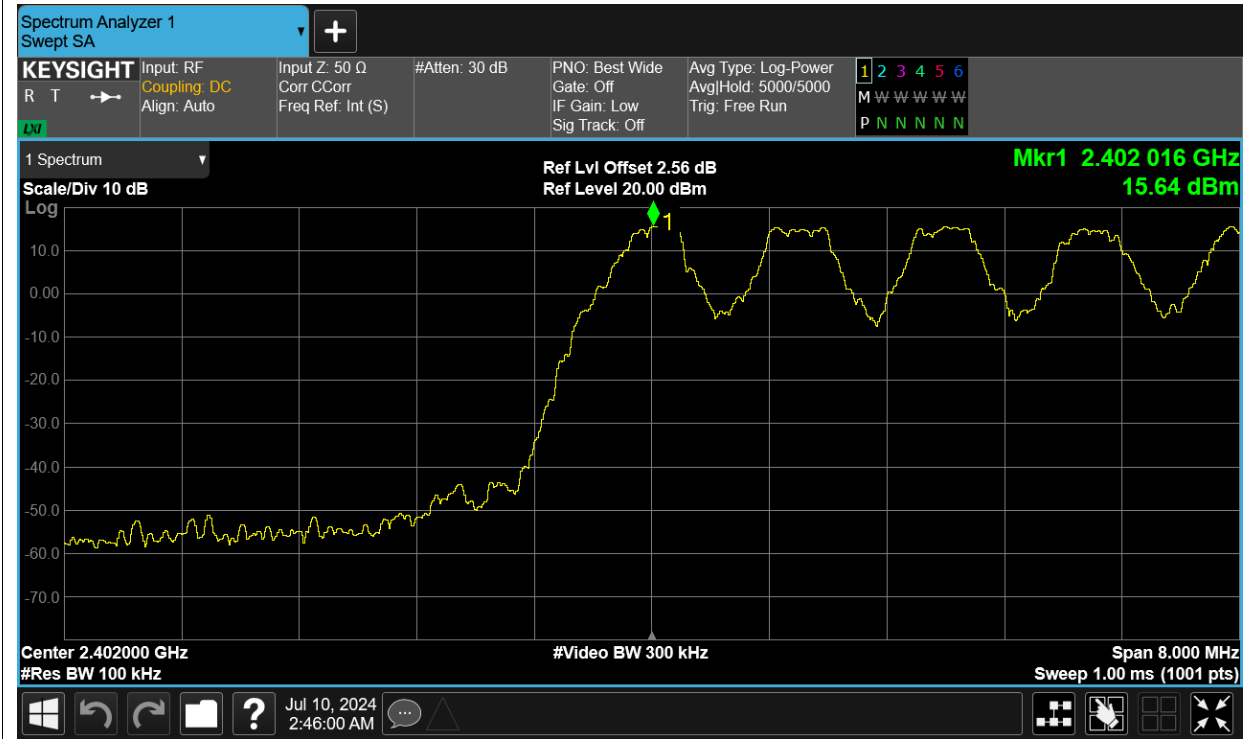 Spectrum Analyzer 1
Swept SA
+
KEYSIGHT
R T
LXI
Input: RF
Coupling: DC
Align: Auto
Input Z: 50 Ω
Corr CCorr
Freq Ref: Int (S)
#Atten: 30 dB
PNO: Best Wide
Gate: Off
IF Gain: Low
Sig Track: Off
Avg Type: Log-Power
Avg|Hold: 5000/5000
Trig: Free Run
1 2 3 4 5 6
M W W W W W
P N N N N N
1 Spectrum
Scale/Div 10 dB
Log
Ref Lvl Offset 2.56 dB
Ref Level 20.00 dBm
Mkr1 2.402 016 GHz
15.64 dBm
1
10.0
0.00
-10.0
-20.0
-30.0
-40.0
-50.0
-60.0
-70.0
Center 2.402000 GHz
#Res BW 100 kHz
#Video BW 300 kHz
Span 8.000 MHz
Sweep 1.00 ms (1001 pts)
?
Jul 10, 2024
2:46:00 AM